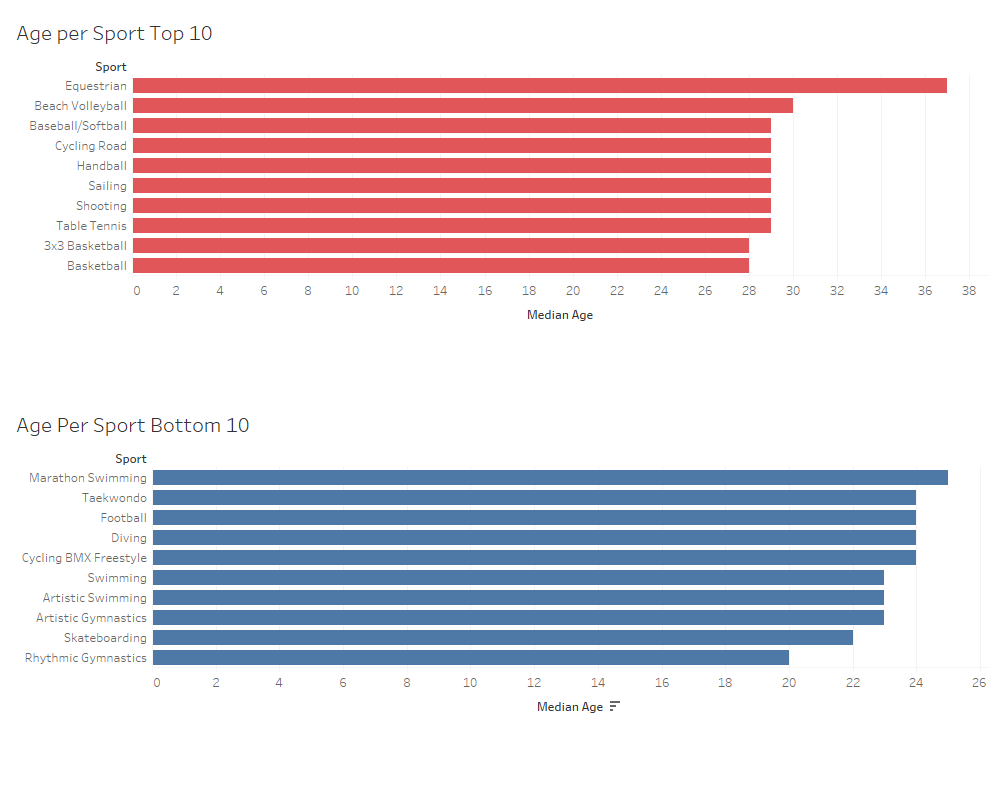 Age per Sport Top 10
Sport
Equestrian
Beach Volleyball
Baseball/Softball
Cycling Road
Handball
Sailing
Shooting
Table Tennis
3x3 Basketball
Basketball
0 2 4 6 8 10 12 14 16 18 20 22 24 26 28 30 32 34 36 38
Median Age
Age Per Sport Bottom 10
Sport
Marathon Swimming
Taekwondo
Football
Diving
Cycling BMX Freestyle
Swimming
Artistic Swimming
Artistic Gymnastics
Skateboarding
Rhythmic Gymnastics
0 2 4 6 8 10 12 14 16 18 20 22 24 26
Median Age